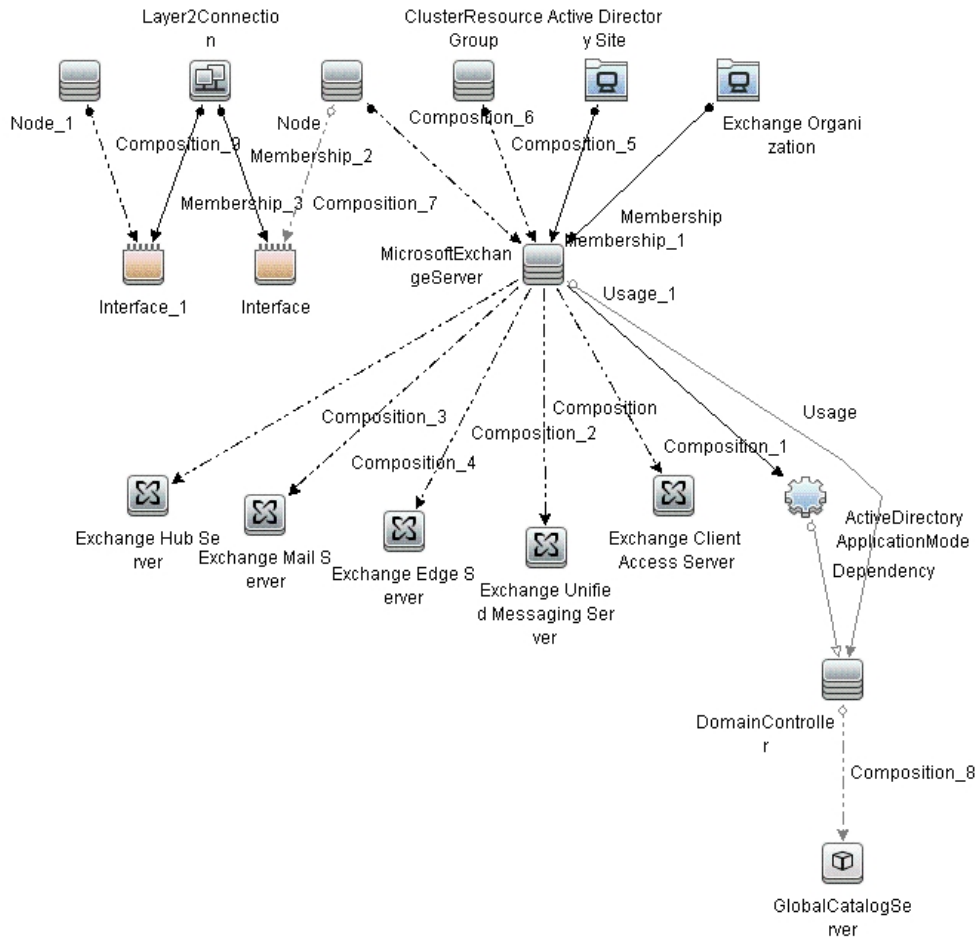 Layer2Connectio
n
ClusterResource
Group
Active Director
y Site
Node_1
Node
Exchange Organi
zation
Composition_9
Membership_2
Composition_6
Composition_5
Membership_3
Composition_7
Membership
Membership_1
Interface_1
Interface
MicrosoftExchan
geServer
Usage_1
Usage
Composition_3
Composition_4
Composition_2
Composition
Composition_1
Exchange Hub Se
rver
Exchange Mail S
erver
Exchange Edge S
erver
Exchange Unifie
d Messaging Ser
ver
Exchange Client
Access Server
ActiveDirectory
ApplicationMode
Dependency
DomainControlle
r
Composition_8
GlobalCatalogSe
rver